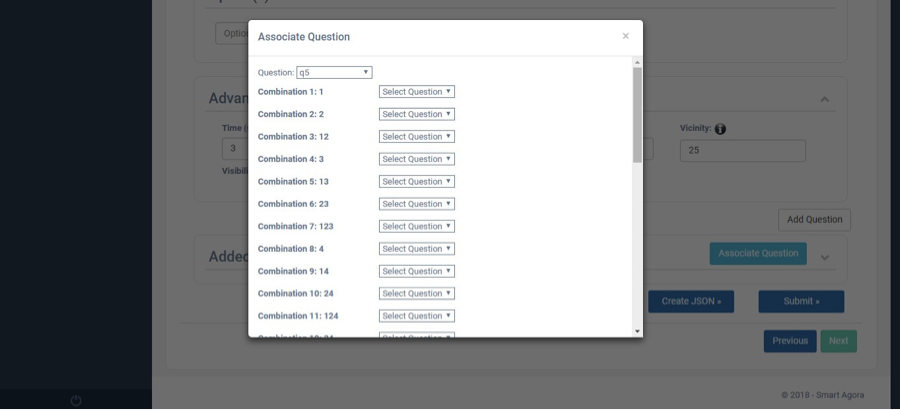 Associate Question ×
Question: q5
Combination 1: 1 Select Question
Combination 2: 2 Select Question
Combination 3: 12 Select Question
Combination 4: 3 Select Question
Combination 5: 13 Select Question
Combination 6: 23 Select Question
Combination 7: 123 Select Question
Combination 8: 4 Select Question
Combination 9: 14 Select Question
Combination 10: 24 Select Question
Combination 11: 124 Select Question
Optio
Advan
Time (
3
Visibili
Vicinity:
25
Add Question
Added
Associate Question
Create JSON »
Submit »
Previous
Next
© 2018 - Smart Agora